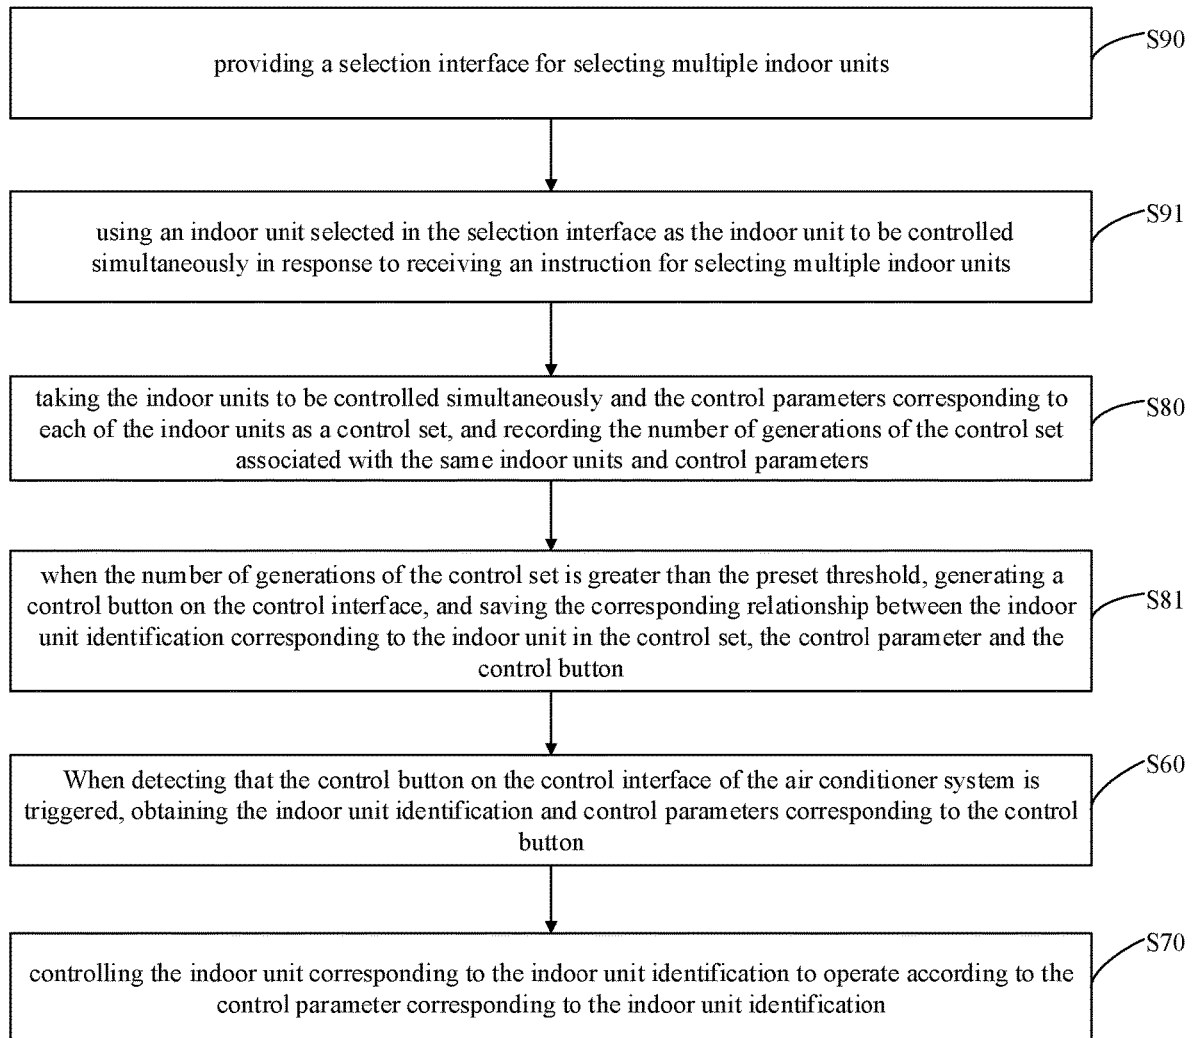 providing a selection interface for selecting multiple indoor units
S90
using an indoor unit selected in the selection interface as the indoor unit to be controlled
simultaneously in response to receiving an instruction for selecting multiple indoor units
S91
taking the indoor units to be controlled simultaneously and the control parameters corresponding to
each of the indoor units as a control set, and recording the number of generations of the control set
associated with the same indoor units and control parameters
S80
when the number of generations of the control set is greater than the preset threshold, generating a
control button on the control interface, and saving the corresponding relationship between the indoor
unit identification corresponding to the indoor unit in the control set, the control parameter and the
control button
S81
When detecting that the control button on the control interface of the air conditioner system is
triggered, obtaining the indoor unit identification and control parameters corresponding to the control
button
S60
controlling the indoor unit corresponding to the indoor unit identification to operate according to the
control parameter corresponding to the indoor unit identification
S70